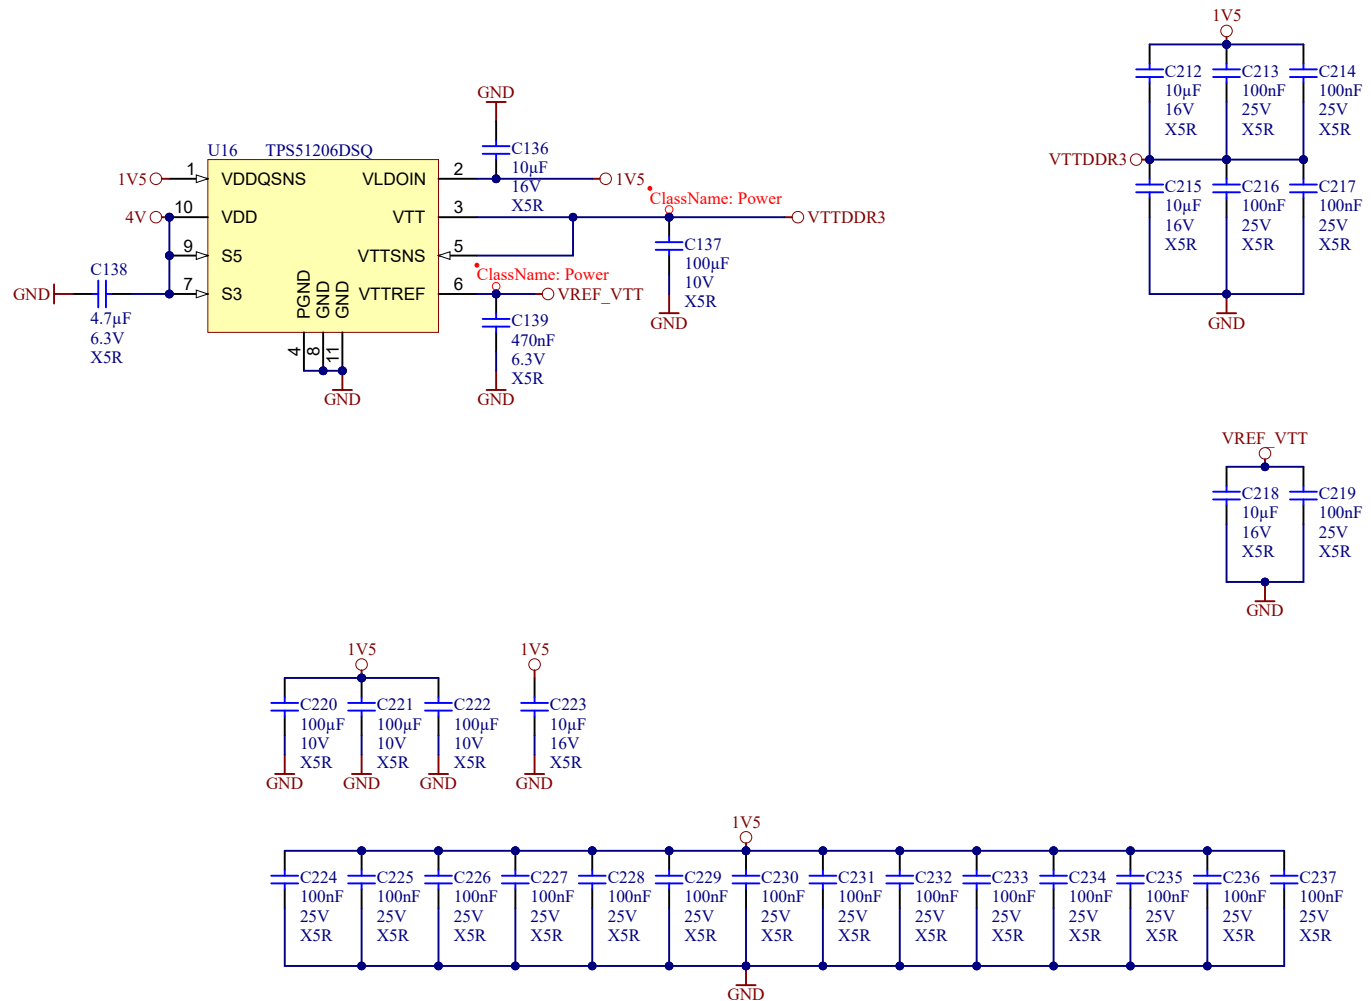 U16 TPS51206DSQ
1V5
1
VDDQSNS
4V
10
VDD
9
S5
7
S3
VLDOIN
2
VTT
3
VTTSNS
5
VTTREF
6
PGND
GND
GND
4
8
11
GND
GND
C138
4.7µF
6.3V
X5R
GND
C136
10µF
16V
X5R
1V5
ClassName: Power
VTTDDR3
C137
100µF
10V
X5R
GND
ClassName: Power
VREF_VTT
C139
470nF
6.3V
X5R
GND
1V5
C212
10µF
16V
X5R
C213
100nF
25V
X5R
C214
100nF
25V
X5R
VTTDDR3
C215
10µF
16V
X5R
C216
100nF
25V
X5R
C217
100nF
25V
X5R
GND
VREF_VTT
C218
10µF
16V
X5R
C219
100nF
25V
X5R
GND
1V5
C220
100µF
10V
X5R
GND
C221
100µF
10V
X5R
GND
C222
100µF
10V
X5R
GND
1V5
C223
10µF
16V
X5R
GND
1V5
C224
100nF
25V
X5R
C225
100nF
25V
X5R
C226
100nF
25V
X5R
C227
100nF
25V
X5R
C228
100nF
25V
X5R
C229
100nF
25V
X5R
C230
100nF
25V
X5R
C231
100nF
25V
X5R
C232
100nF
25V
X5R
C233
100nF
25V
X5R
C234
100nF
25V
X5R
C235
100nF
25V
X5R
C236
100nF
25V
X5R
C237
100nF
25V
X5R
GND